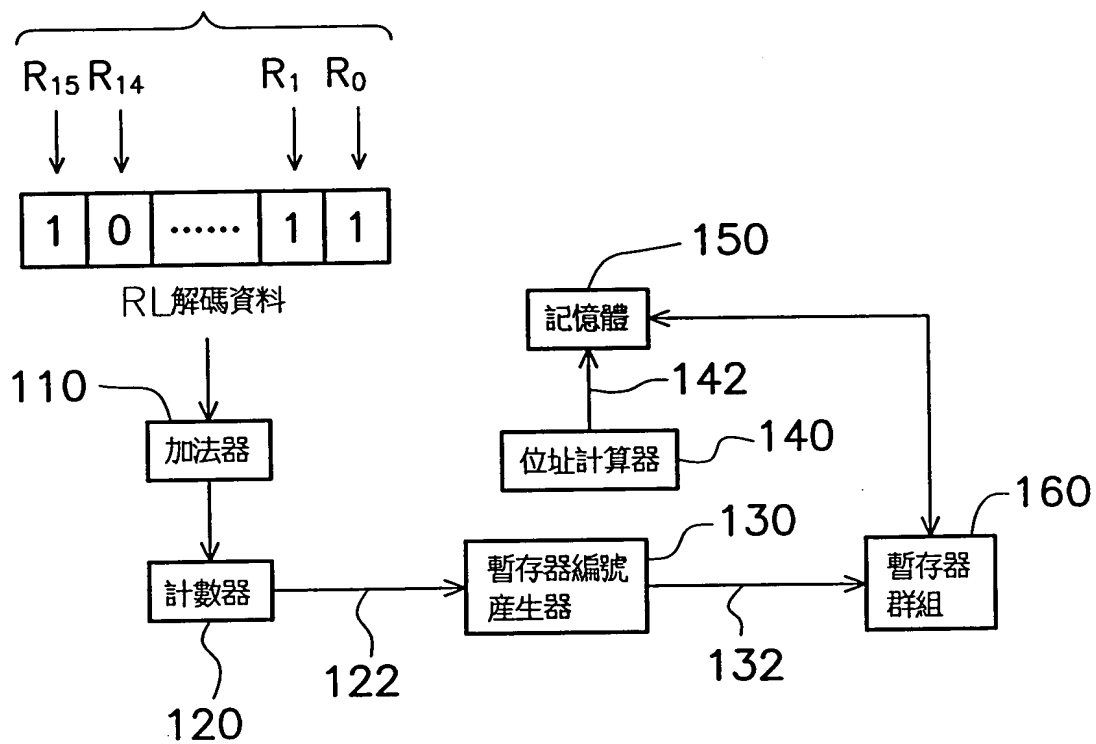 R15 R14 R1 R0
1 0 ...... 1 1
RL解碼資料
150
記憶體
110
142
加法器
140
位址計算器
130
160
計數器
暫存器編號
產生器
暫存器
群組
122
132
120